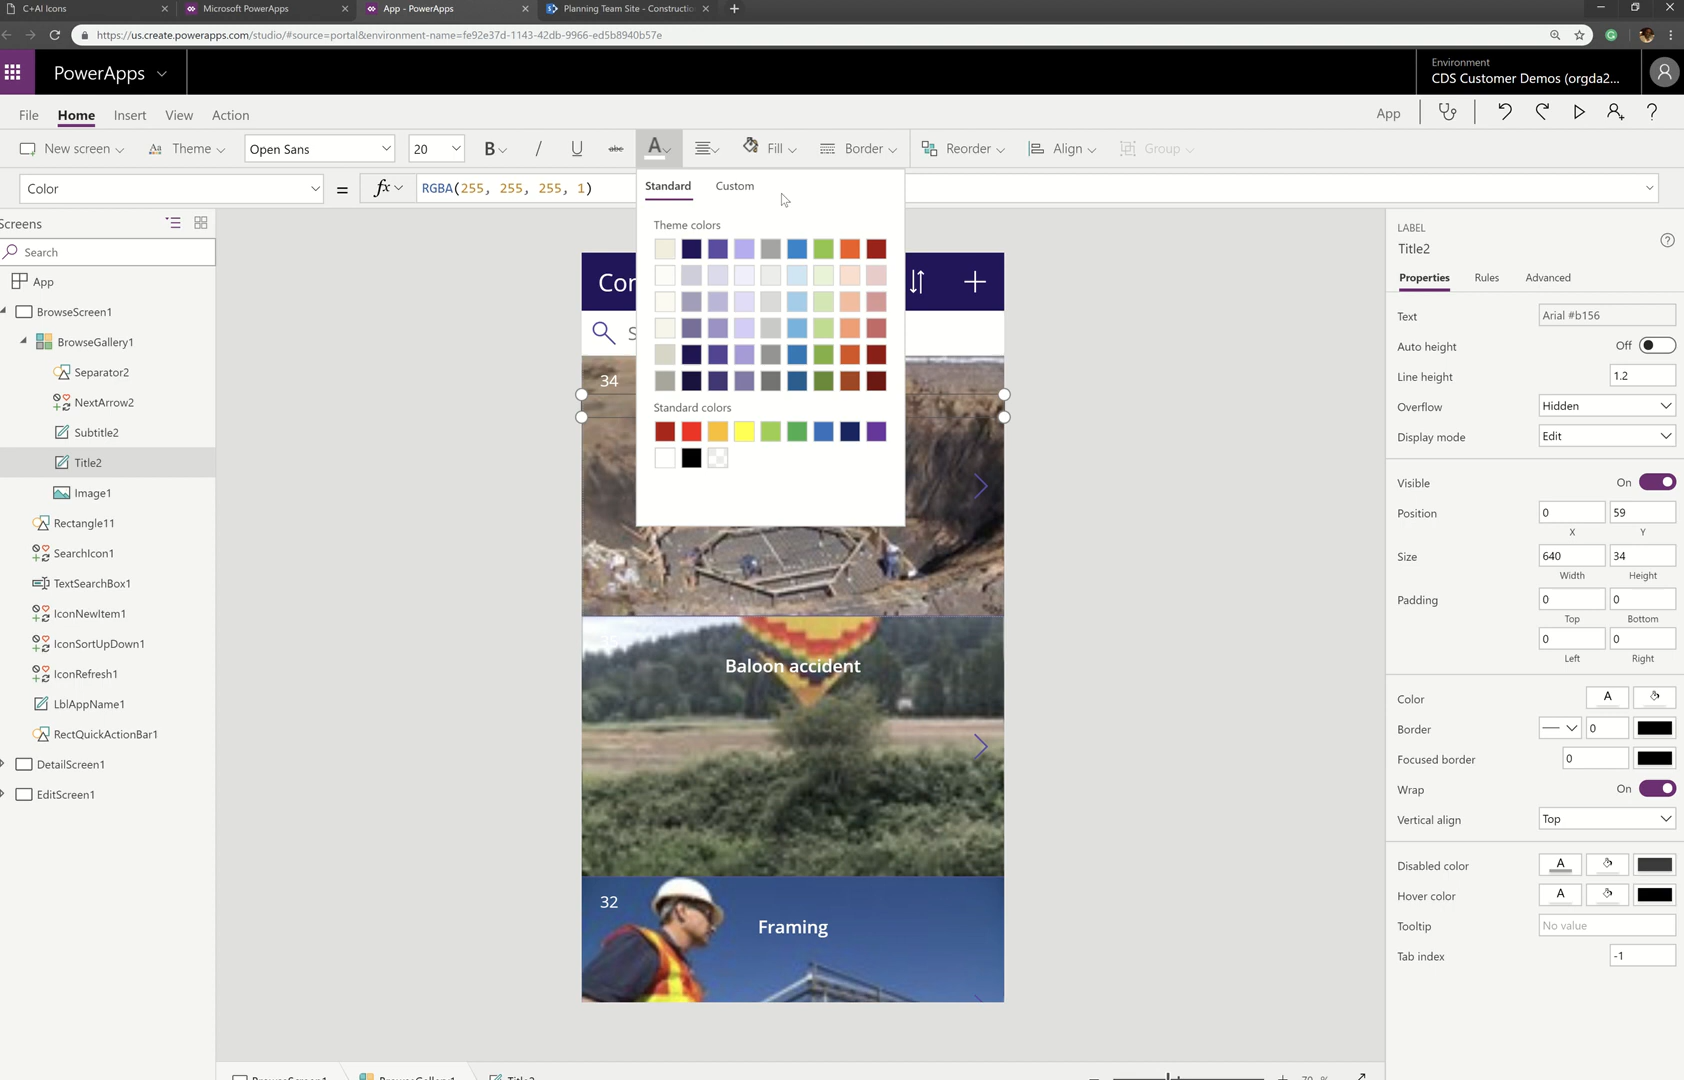 C+AI Icons
Microsoft PowerApps
App - PowerApps
Planning Team Site - Constructio
https://us.create.powerapps.com/studio/#source=portal&environment-name=fe92e37d-1143-42db-9966-ed5b8940b57e
PowerApps
Environment
CDS Customer Demos (orgda2...
File
Home
Insert
View
Action
App
New screen
Theme
Open Sans
20
B
/
U
abc
A
Fill
Border
Reorder
Align
Group
Color
=
fx
RGBA(255, 255, 255, 1)
Standard
Custom
Theme colors
Standard colors
Screens
Search
App
BrowseScreen1
BrowseGallery1
Separator2
NextArrow2
Subtitle2
Title2
Image1
Rectangle11
SearchIcon1
TextSearchBox1
IconNewItem1
IconSortUpDown1
IconRefresh1
LblAppName1
RectQuickActionBar1
DetailScreen1
EditScreen1
Cor
S
34
Baloon accident
32
Framing
LABEL
Title2
Properties
Rules
Advanced
Text
Arial #b156
Auto height
Off
Line height
1.2
Overflow
Hidden
Display mode
Edit
Visible
On
Position
0
59
X
Y
Size
640
34
Width
Height
Padding
0
0
Top
Bottom
0
0
Left
Right
Color
A
Border
0
Focused border
0
Wrap
On
Vertical align
Top
Disabled color
A
Hover color
A
Tooltip
No value
Tab index
-1
BrowseScreen1
BrowseGallery1
Title2
70 %